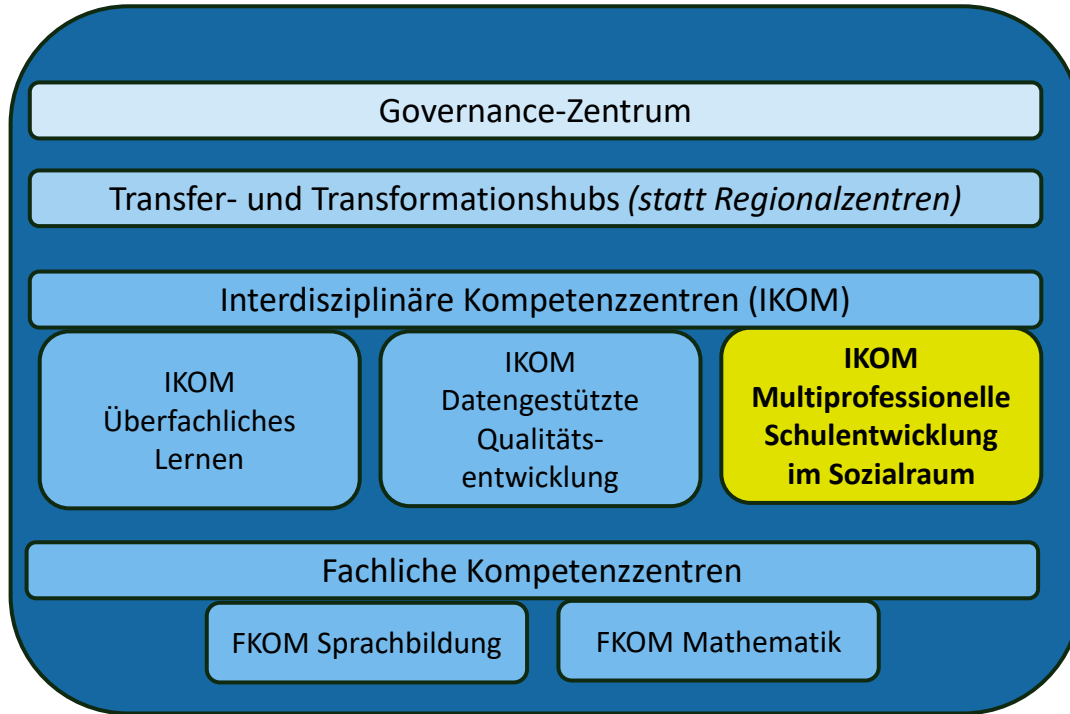 Governance-Zentrum
Transfer- und Transformationshubs (statt Regionalzentren)
Interdisziplinäre Kompetenzzentren (IKOM)
IKOM
Überfachliches
Lernen
IKOM
Datengestützte
Qualitäts-
entwicklung
IKOM
Multiprofessionelle
Schulentwicklung
im Sozialraum
Fachliche Kompetenzzentren
FKOM Sprachbildung
FKOM Mathematik